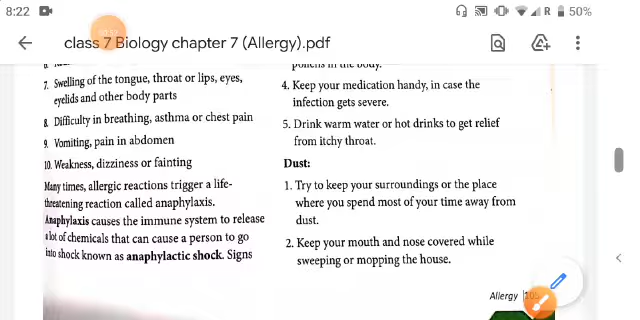 8:22
R
50%
class 7 Biology chapter 7 (Allergy).pdf
7. Swelling of the tongue, throat or lips, eyes,
eyelids and other body parts
8. Difficulty in breathing, asthma or chest pain
9. Vomiting, pain in abdomen
10. Weakness, dizziness or fainting
Many times, allergic reactions trigger a life-
threatening reaction called anaphylaxis.
Anaphylaxis causes the immune system to release
a lot of chemicals that can cause a person to go
into shock known as anaphylactic shock. Signs
pollens in the body.
4. Keep your medication handy, in case the
infection gets severe.
5. Drink warm water or hot drinks to get relief
from itchy throat.
Dust:
1. Try to keep your surroundings or the place
where you spend most of your time away from
dust.
2. Keep your mouth and nose covered while
sweeping or mopping the house.
Allergy